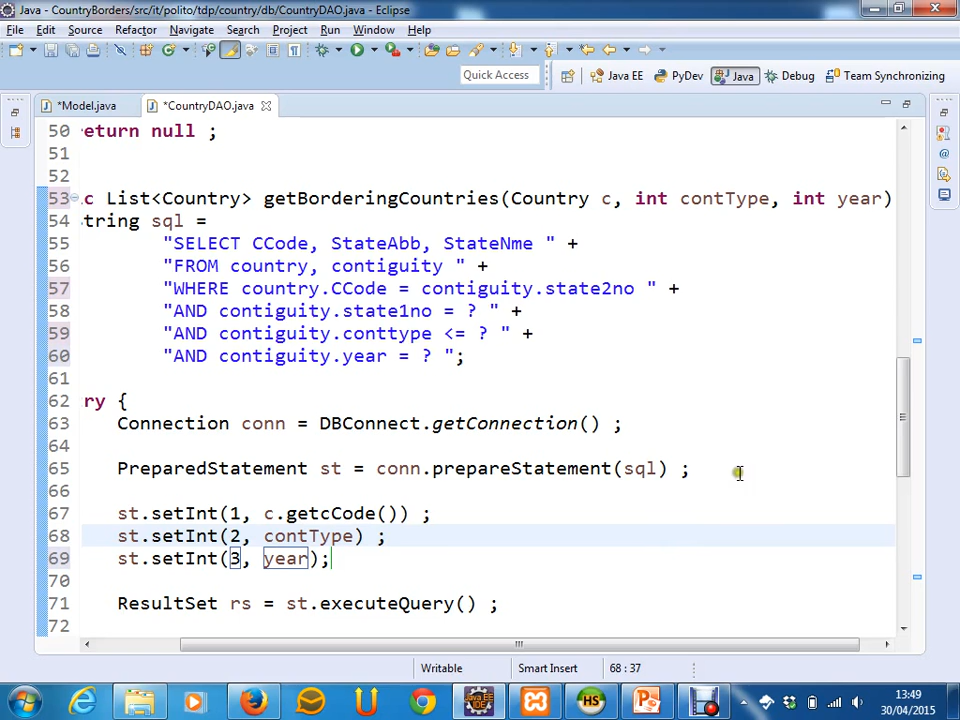 Java - CountryBorders/src/it/polito/tdp/country/db/CountryDAO.java - Eclipse
File Edit Source Refactor Navigate Search Project Run Window Help
Quick Access Java EE PyDev Java Debug Team Synchronizing
*Model.java *CountryDAO.java
50 eturn null ;
51
52
53 c List<Country> getBorderingCountries(Country c, int contType, int year)
54 tring sql =
55 "SELECT CCode, StateAbb, StateNme " +
56 "FROM country, contiguity " +
57 "WHERE country.CCode = contiguity.state2no " +
58 "AND contiguity.state1no = ? " +
59 "AND contiguity.conttype <= ? " +
60 "AND contiguity.year = ? ";
61
62 ry {
63 Connection conn = DBConnect.getConnection() ;
64
65 PreparedStatement st = conn.prepareStatement(sql) ;
66
67 st.setInt(1, c.getcCode()) ;
68 st.setInt(2, contType) ;
69 st.setInt(3, year);
70
71 ResultSet rs = st.executeQuery() ;
72
Writable Smart Insert 68 : 37
13:49
30/04/2015